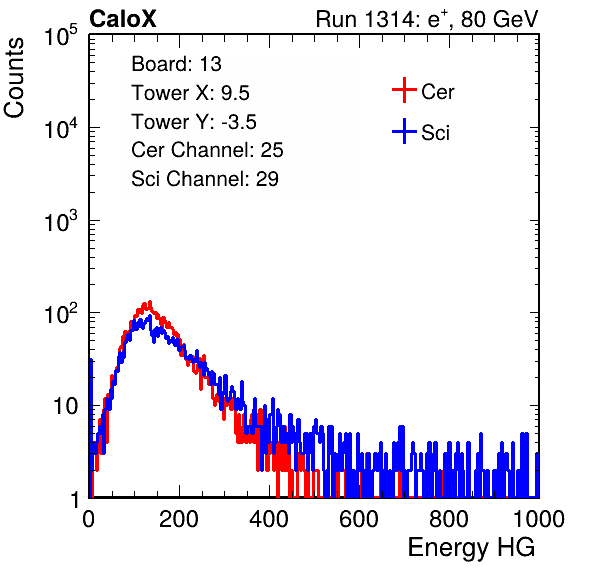 CaloX Run 1314: e⁺, 80 GeV
Counts
10⁵
10⁴
10³
10²
10
1
Board: 13
Tower X: 9.5
Tower Y: -3.5
Cer Channel: 25
Sci Channel: 29
Cer
Sci
0 200 400 600 800 1000
Energy HG